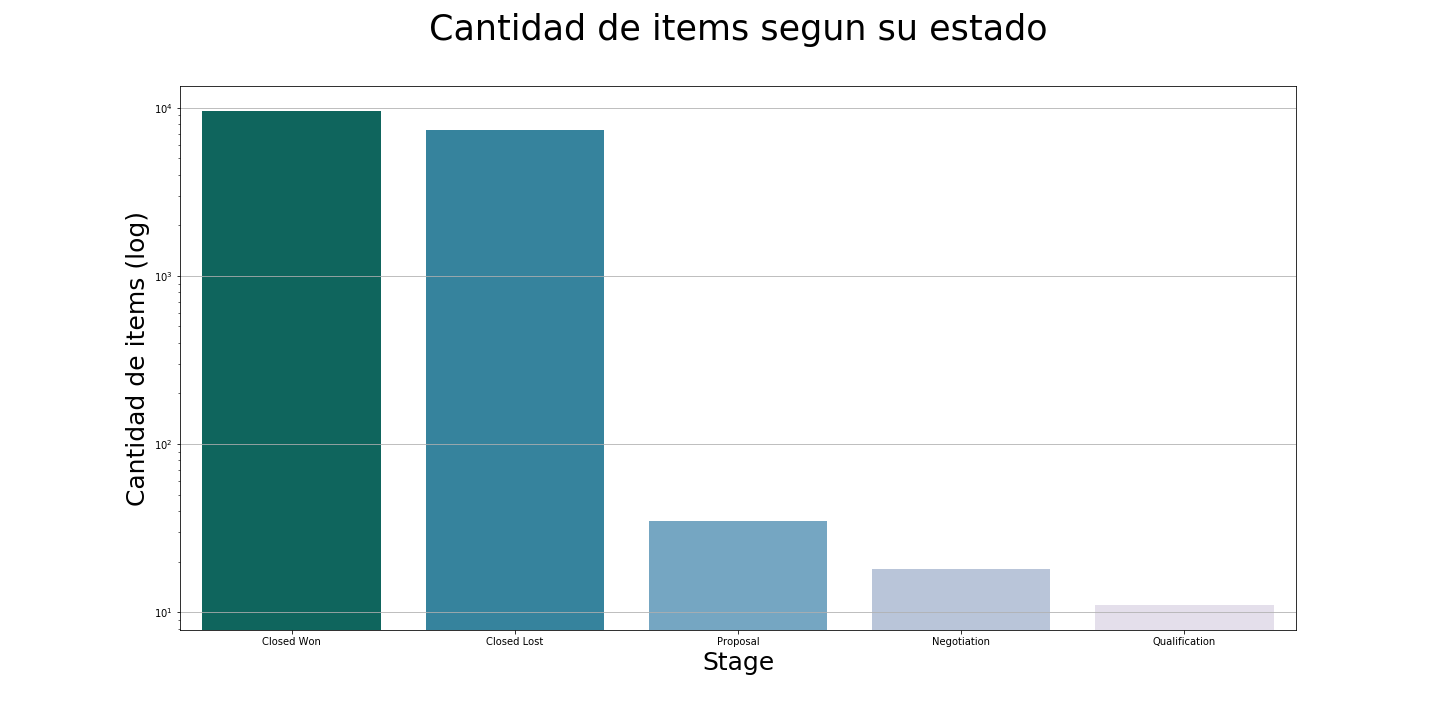 Cantidad de items segun su estado
Cantidad de items (log)
10⁴
10³
10²
10¹
Closed Won
Closed Lost
Proposal
Negotiation
Qualification
Stage